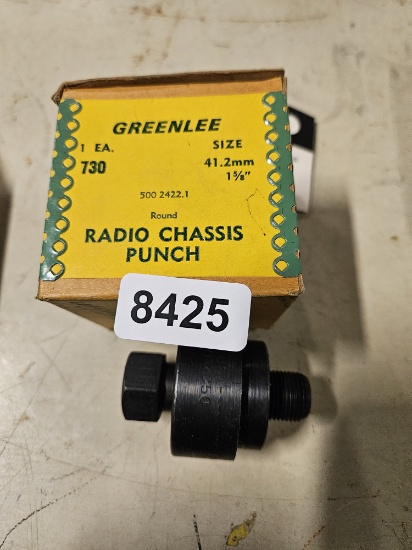 GREENLEE
1 EA. SIZE
730 41.2mm
1⅝"
500 2422.1
Round
RADIO CHASSIS
PUNCH
8425